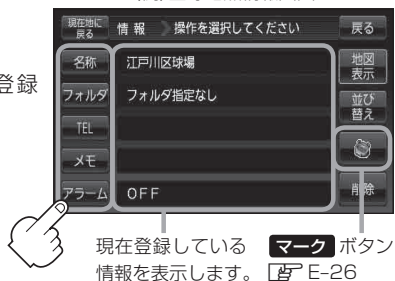 現在地に
戻る
情報
操作を選択してください
戻る
登録
名称
江戸川区球場
地図
表示
フォルダ
フォルダ指定なし
並び
替え
TEL
メモ
アラーム
OFF
削除
現在登録している
情報を表示します。
マーク ボタン
E-26